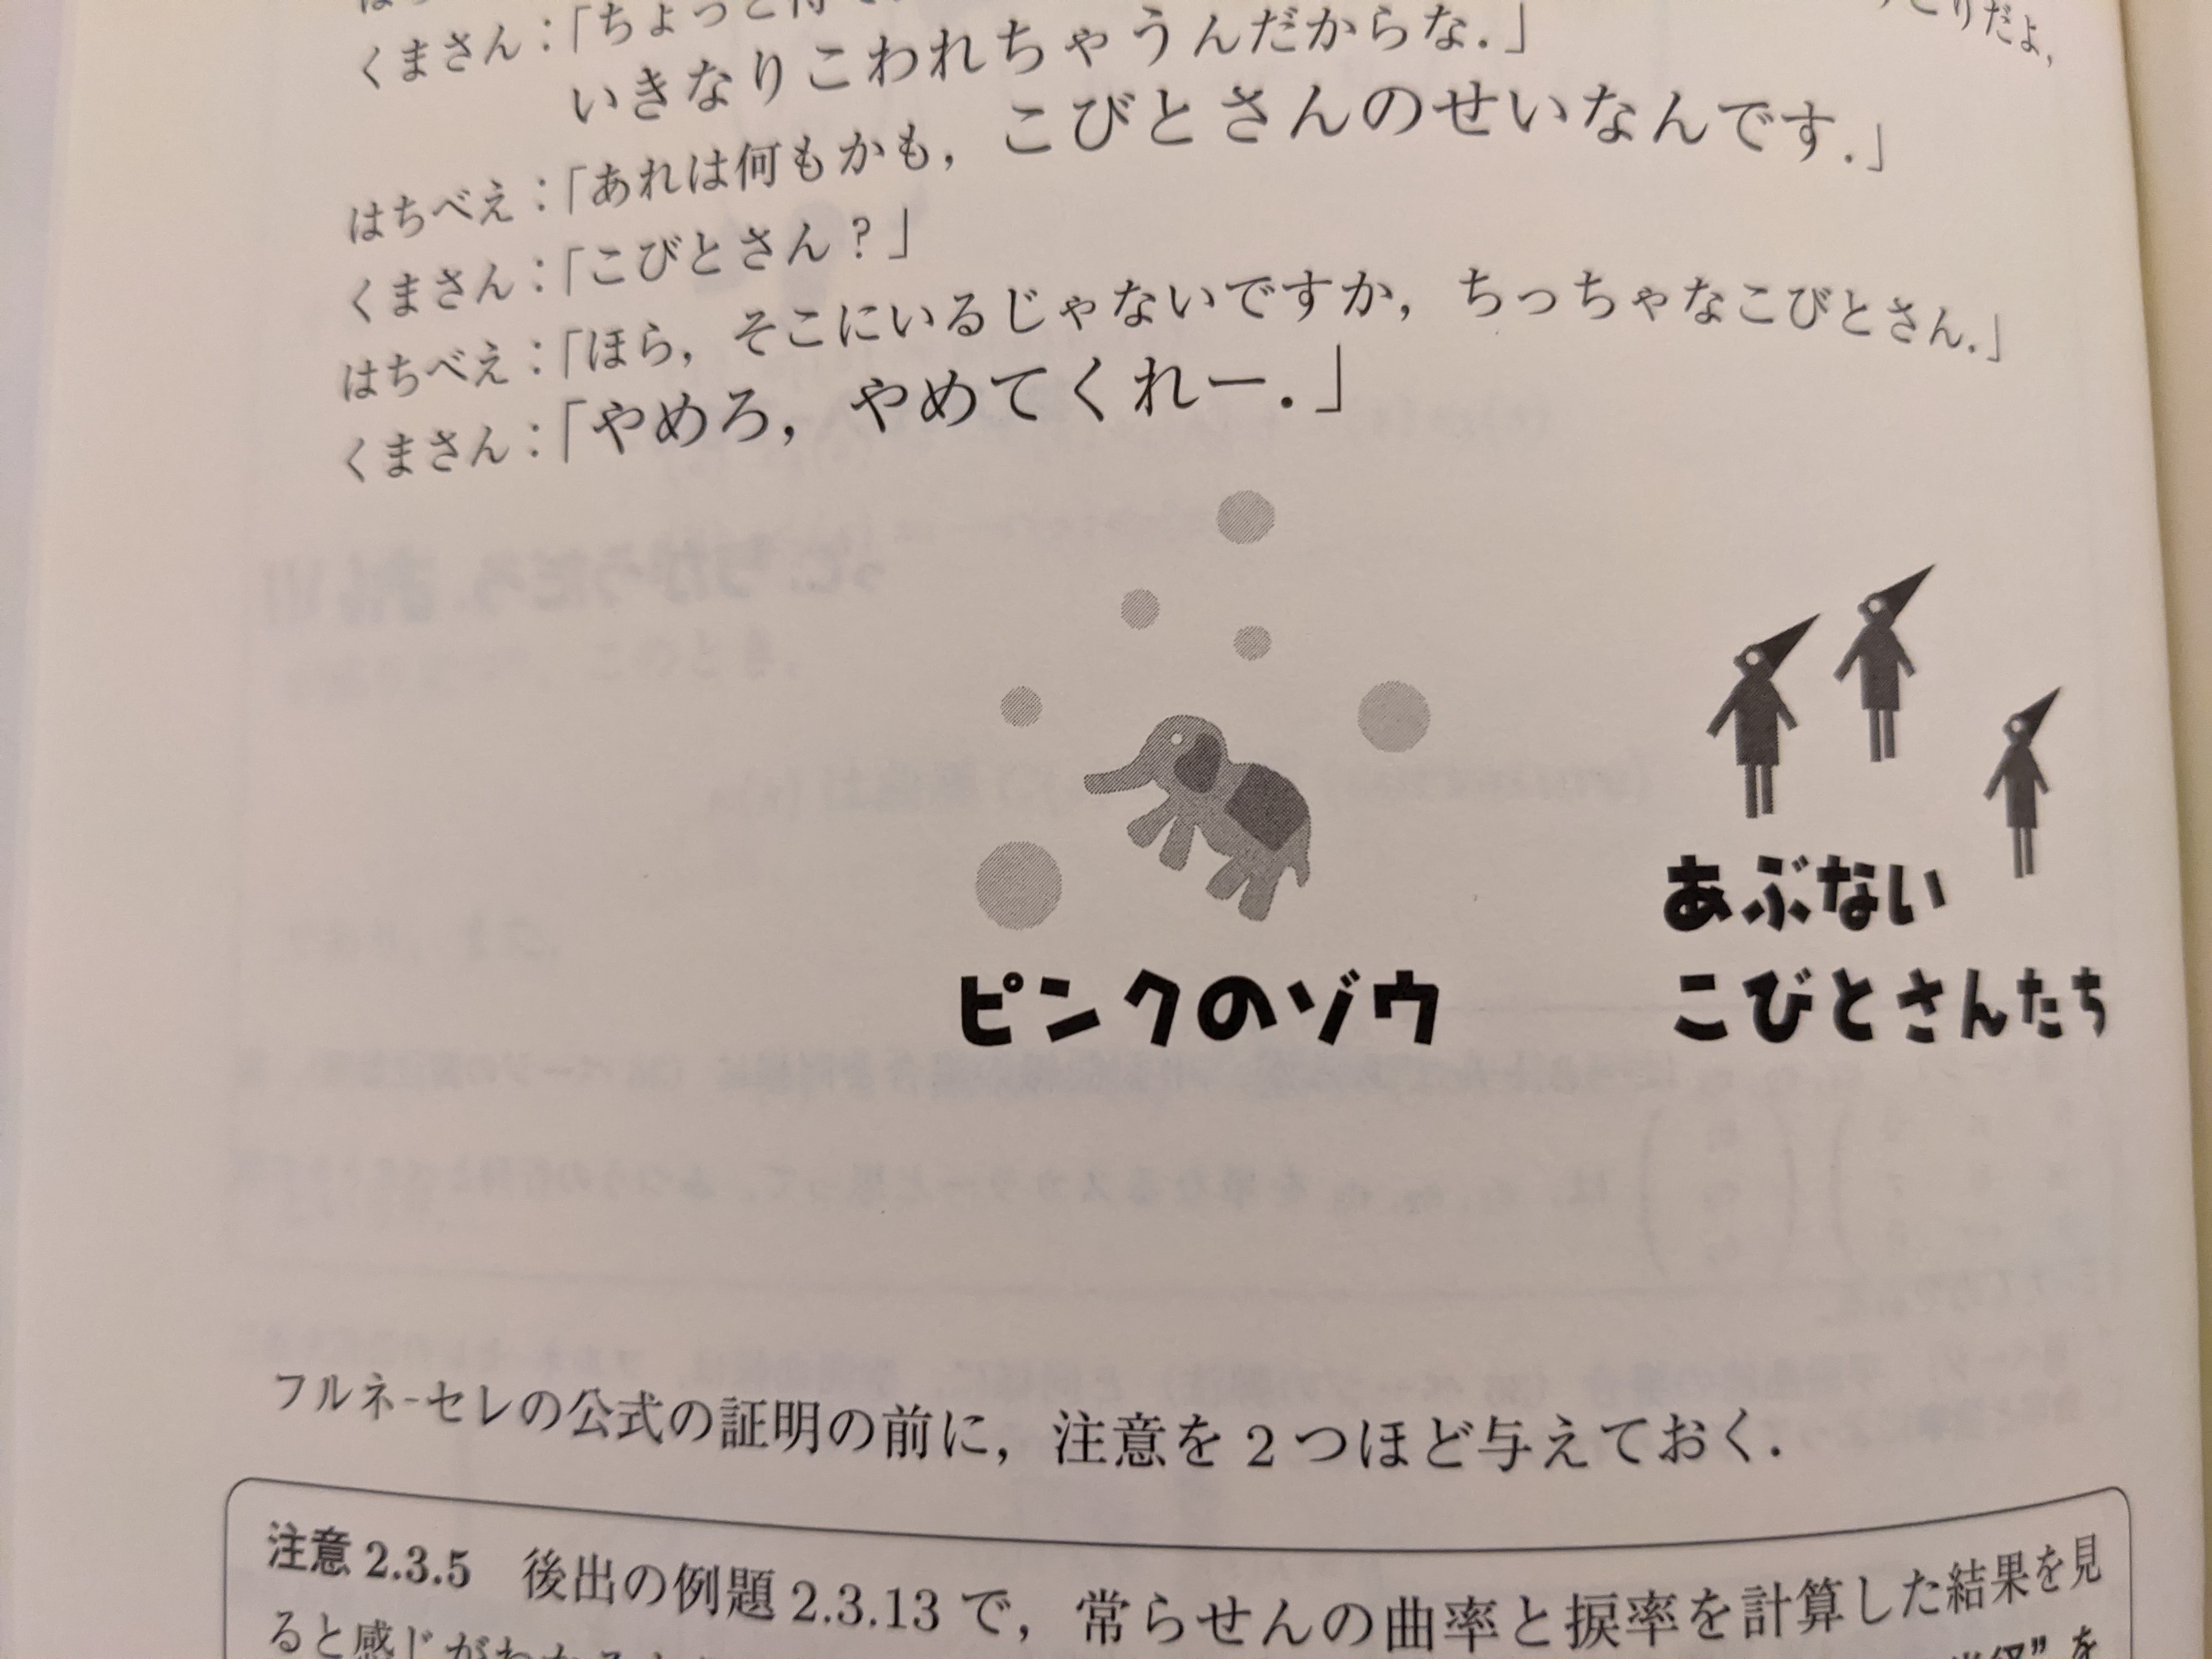 くまさん：「ちょっと待
りだよ，
いきなりこわれちゃうんだからな．」
はちべえ：「あれは何もかも，こびとさんのせいなんです．」
くまさん：「こびとさん？」
はちべえ：「ほら，そこにいるじゃないですか，ちっちゃなこびとさん．」
くまさん：「やめろ，やめてくれー．」
ピンクのゾウ
あぶない
こびとさんたち
フルネ-セレの公式の証明の前に，注意を 2 つほど与えておく．
注意 2.3.5 後出の例題 2.3.13 で，常らせんの曲率と捩率を計算した結果を見
ると感じがわかる